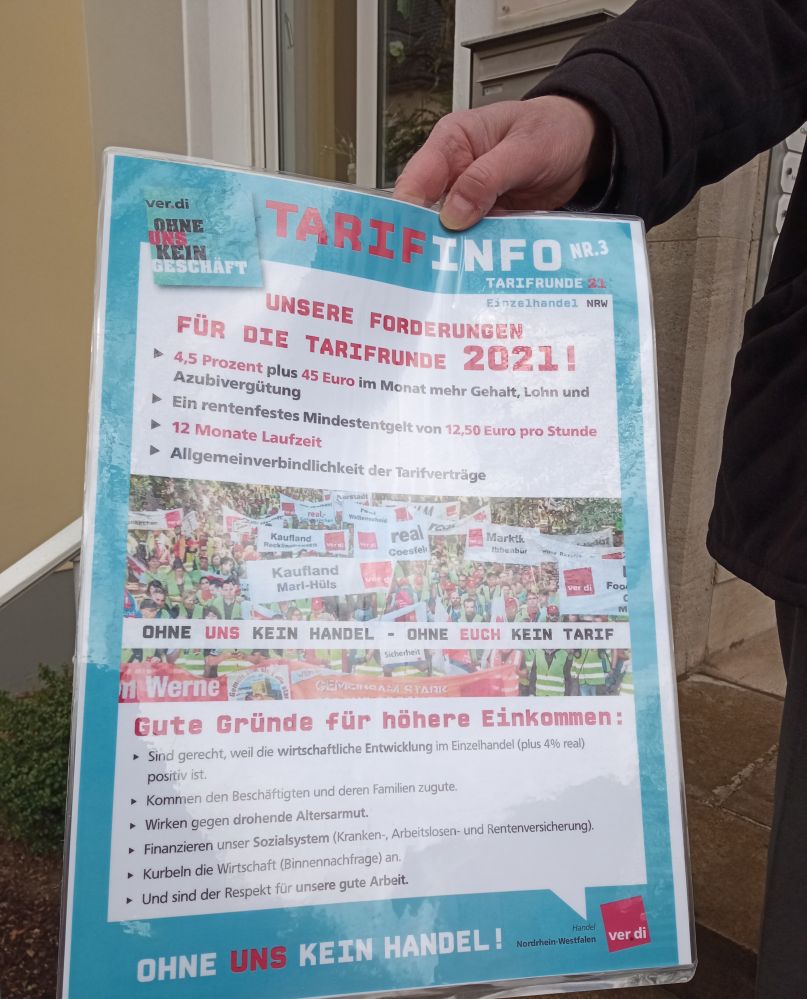 ver.di
OHNE
UNS
KEIN
GESCHÄFT
TARIFINFO NR.3
TARIFRUNDE 21
Einzelhandel NRW
UNSERE FORDERUNGEN
FÜR DIE TARIFRUNDE 2021!
▶ 4,5 Prozent plus 45 Euro im Monat mehr Gehalt, Lohn und
Azubivergütung
▶ Ein rentenfestes Mindestentgelt von 12,50 Euro pro Stunde
▶ 12 Monate Laufzeit
▶ Allgemeinverbindlichkeit der Tarifverträge
real,-
Kaufland
real
Coesfeld
Marktk
Ibbenbür
Kaufland
Marl-Hüls
ver di
ver di
OHNE UNS KEIN HANDEL - OHNE EUCH KEIN TARIF
Sicherheit
m Werne
GEMEINSAM STARK
Gute Gründe für höhere Einkommen:
▶ Sind gerecht, weil die wirtschaftliche Entwicklung im Einzelhandel (plus 4% real)
positiv ist.
▶ Kommen den Beschäftigten und deren Familien zugute.
▶ Wirken gegen drohende Altersarmut.
▶ Finanzieren unser Sozialsystem (Kranken-, Arbeitslosen- und Rentenversicherung).
▶ Kurbeln die Wirtschaft (Binnennachfrage) an.
▶ Und sind der Respekt für unsere gute Arbeit.
OHNE UNS KEIN HANDEL!
Handel
Nordrhein-Westfalen
ver di